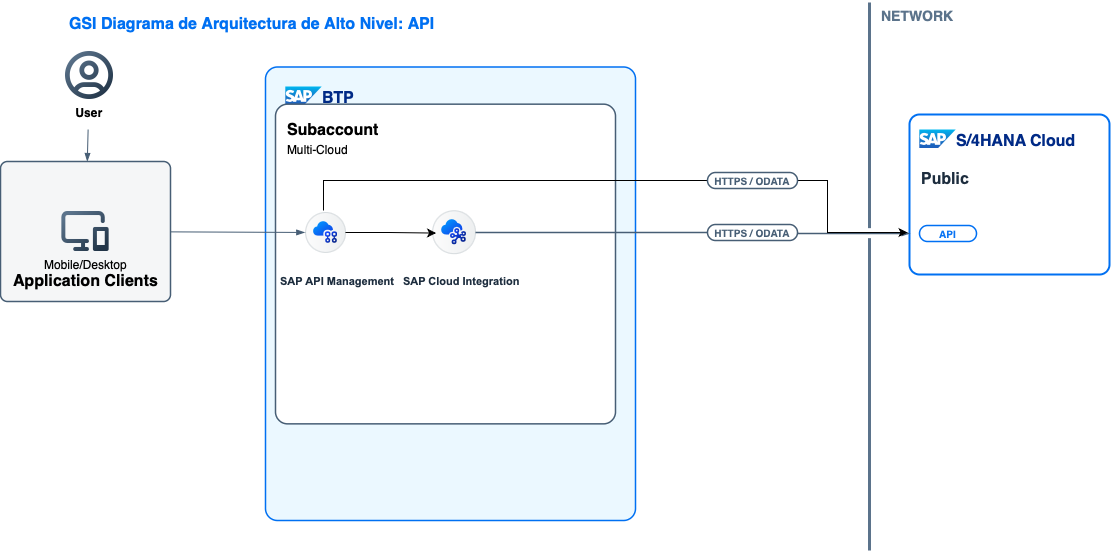 GSI Diagrama de Arquitectura de Alto Nivel: API
NETWORK
User
SAP BTP
Subaccount
Multi-Cloud
SAP S/4HANA Cloud
Public
HTTPS / ODATA
HTTPS / ODATA
API
Mobile/Desktop
Application Clients
SAP API Management
SAP Cloud Integration